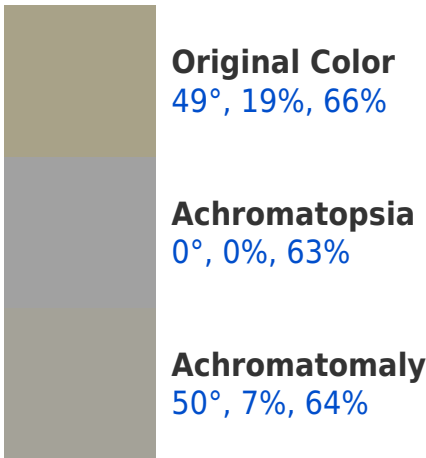 Original Color
49°, 19%, 66%
Achromatopsia
0°, 0%, 63%
Achromatomaly
50°, 7%, 64%